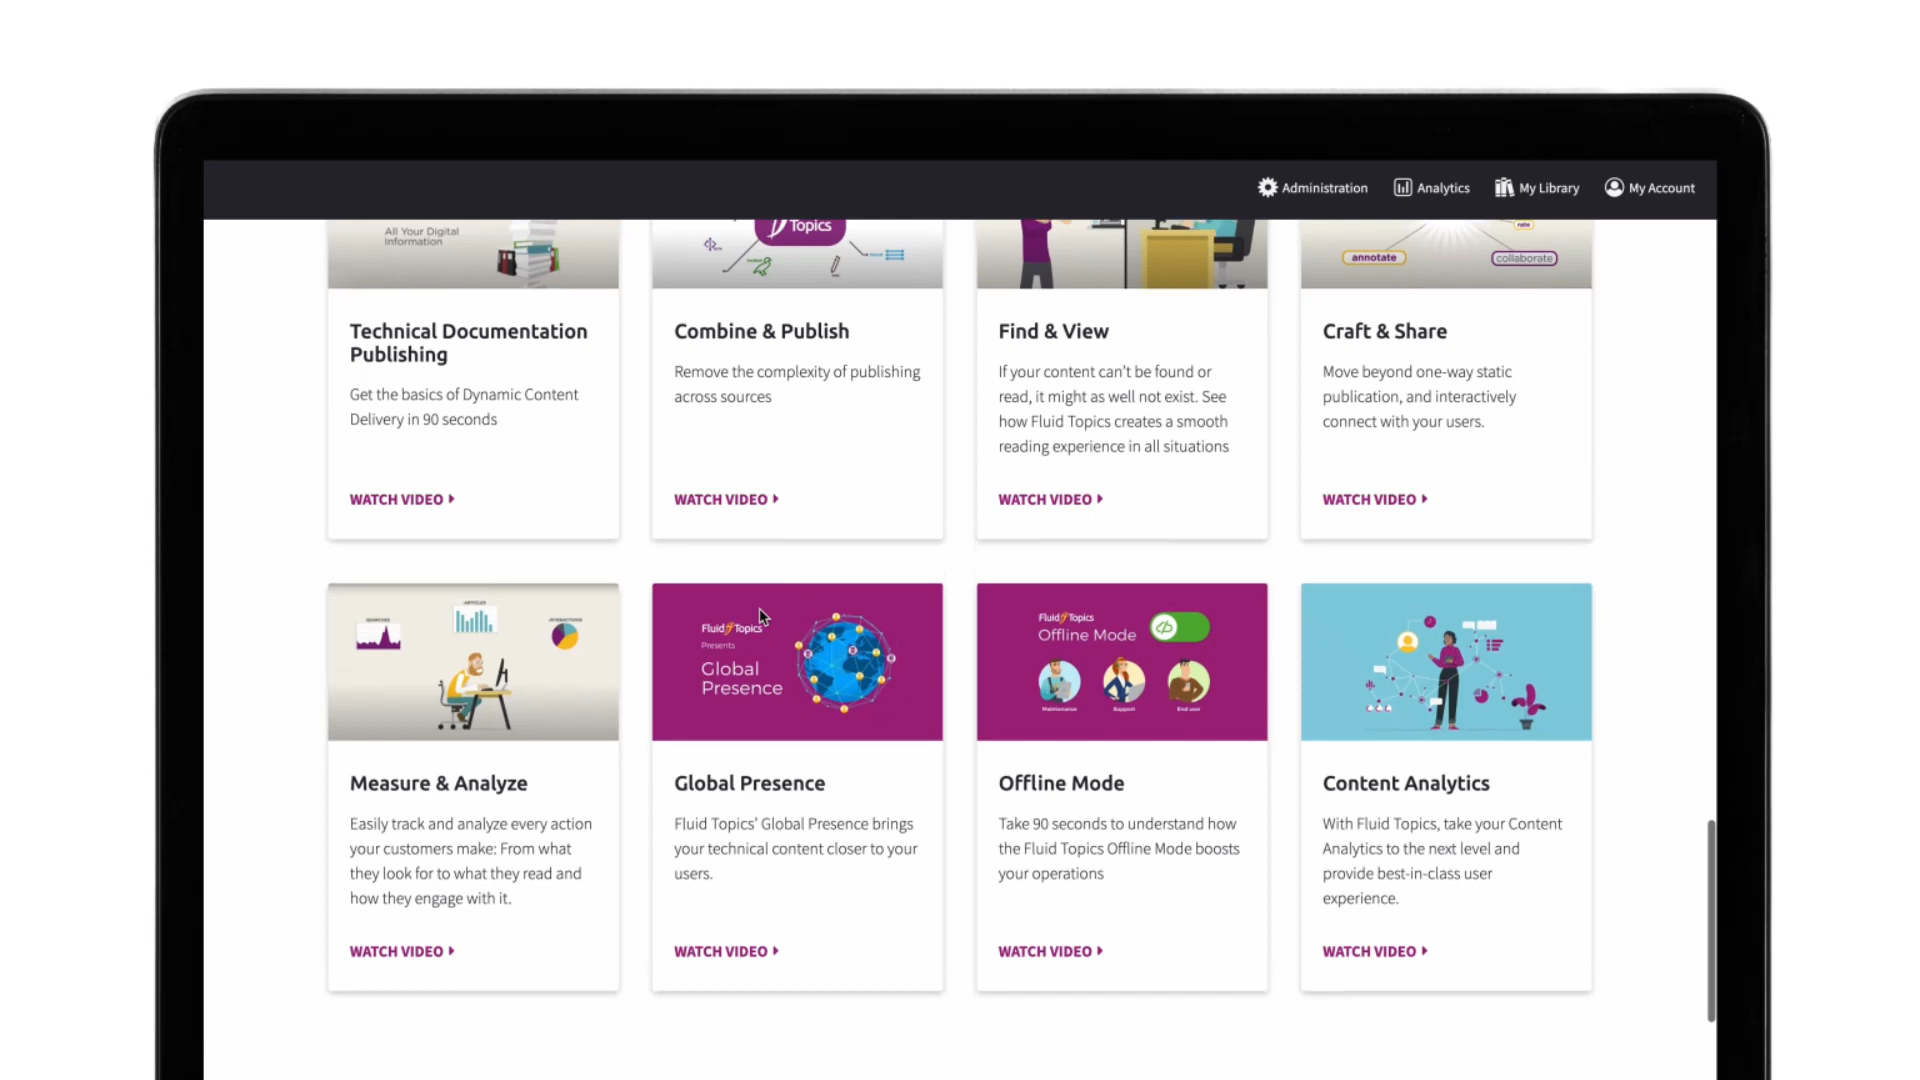 Administration
Analytics
My Library
My Account
All Your Digital
Information
Topics
annotate
rate
collaborate
Technical Documentation
Publishing
Get the basics of Dynamic Content
Delivery in 90 seconds
WATCH VIDEO
Combine & Publish
Remove the complexity of publishing
across sources
WATCH VIDEO
Find & View
If your content can't be found or
read, it might as well not exist. See
how Fluid Topics creates a smooth
reading experience in all situations
WATCH VIDEO
Craft & Share
Move beyond one-way static
publication, and interactively
connect with your users.
WATCH VIDEO
SEARCHES
ARTICLES
INTERACTIONS
Measure & Analyze
Easily track and analyze every action
your customers make: From what
they look for to what they read and
how they engage with it.
WATCH VIDEO
Fluid Topics
Presents
Global
Presence
Global Presence
Fluid Topics' Global Presence brings
your technical content closer to your
users.
WATCH VIDEO
Fluid Topics
Offline Mode
Maintenance
Support
End user
Offline Mode
Take 90 seconds to understand how
the Fluid Topics Offline Mode boosts
your operations
WATCH VIDEO
Content Analytics
With Fluid Topics, take your Content
Analytics to the next level and
provide best-in-class user
experience.
WATCH VIDEO